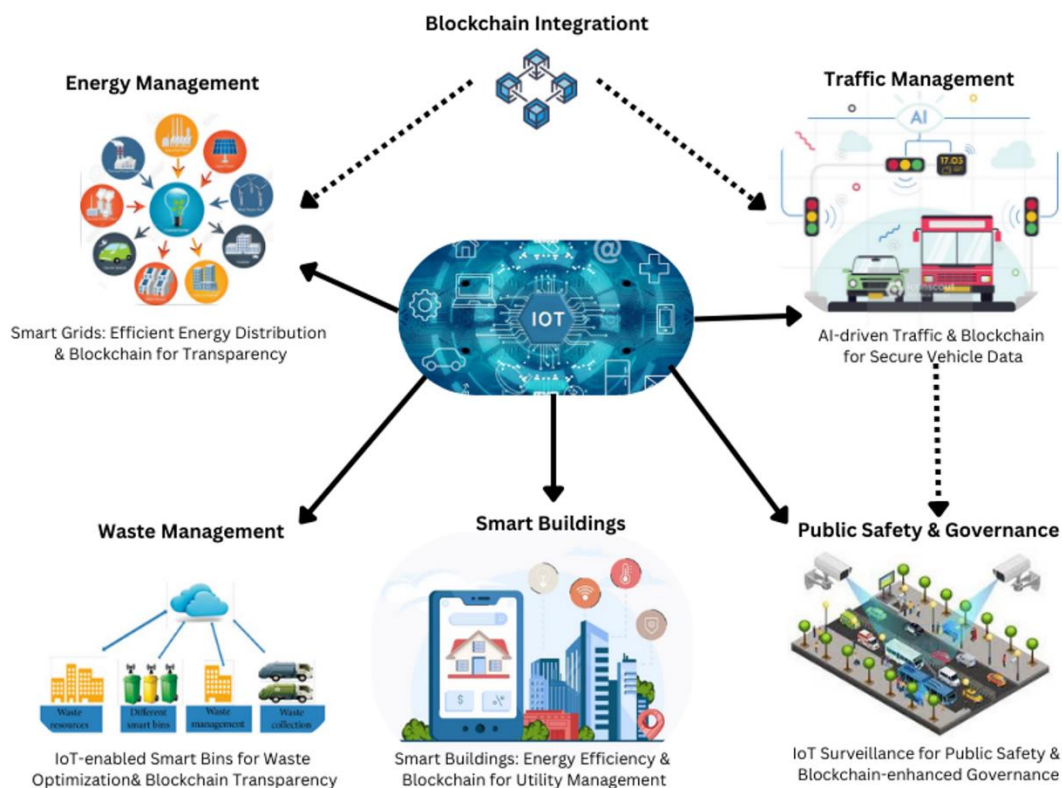 Blockchain Integrationt
Energy Management
Traffic Management
AI
17.03
Smart Grids: Efficient Energy Distribution
& Blockchain for Transparency
IOT
@
AI-driven Traffic & Blockchain
for Secure Vehicle Data
Waste Management
Smart Buildings
Public Safety & Governance
Waste
resources
Different
smart bins
Waste
management
Waste
collection
$
IoT-enabled Smart Bins for Waste
Optimization& Blockchain Transparency
Smart Buildings: Energy Efficiency &
Blockchain for Utility Management
IoT Surveillance for Public Safety &
Blockchain-enhanced Governance